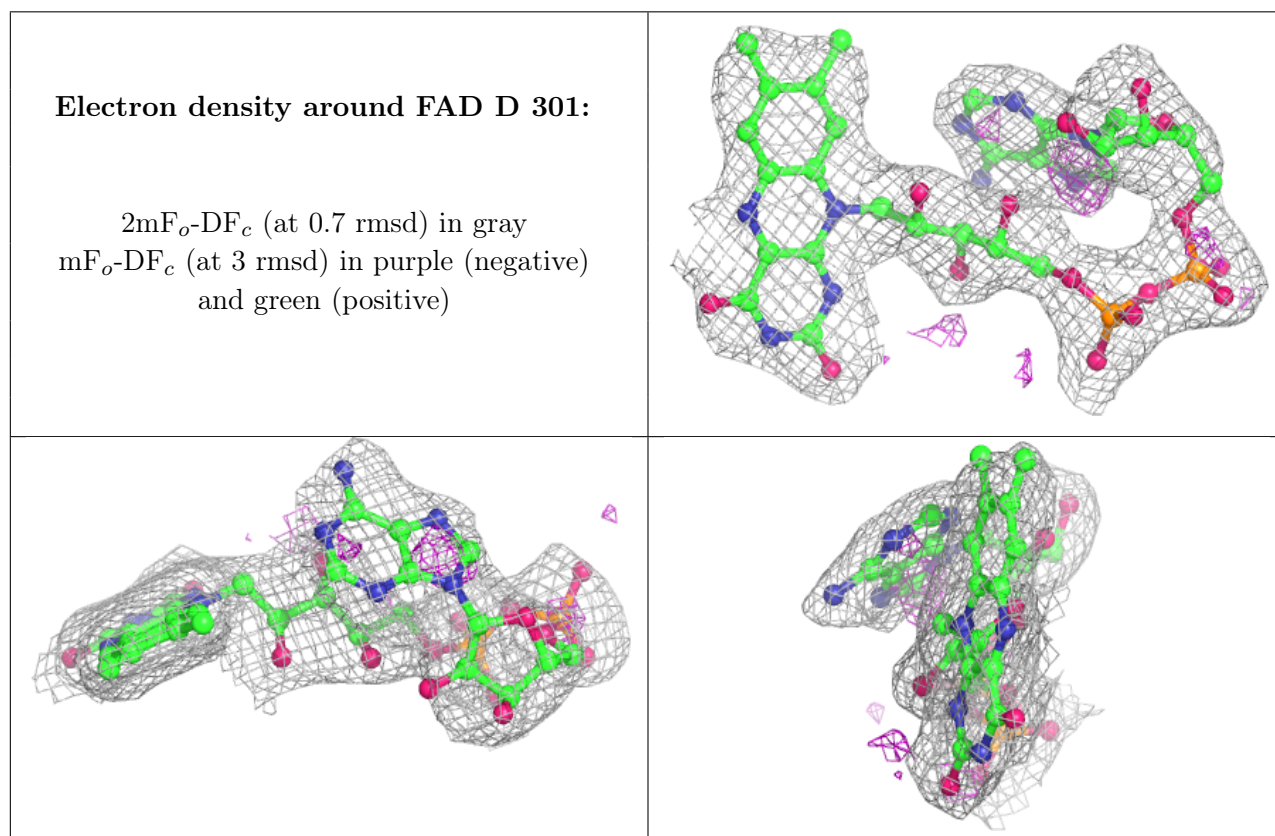 Electron density around FAD D 301:
2mFo-DFc (at 0.7 rmsd) in gray
mFo-DFc (at 3 rmsd) in purple (negative)
and green (positive)